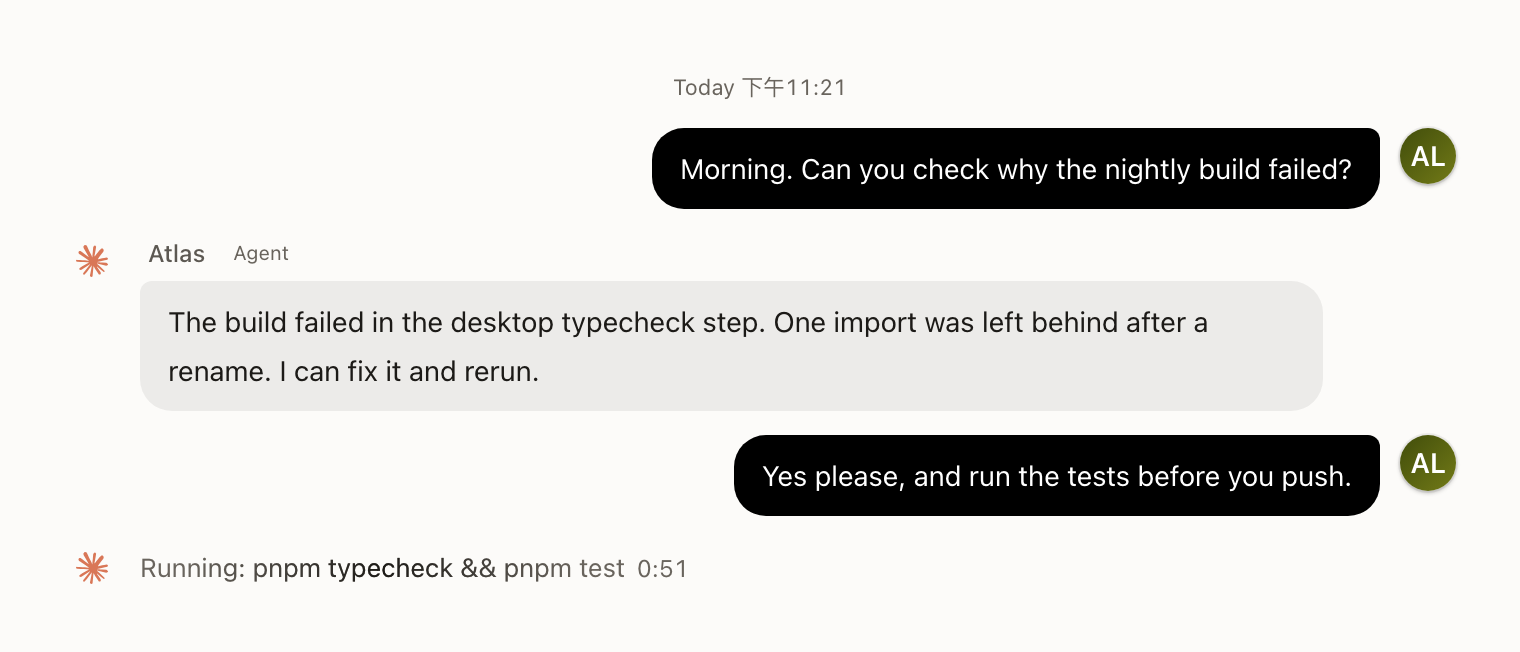 Today 下午11:21
Morning. Can you check why the nightly build failed?
AL
Atlas Agent
The build failed in the desktop typecheck step. One import was left behind after a
rename. I can fix it and rerun.
Yes please, and run the tests before you push.
AL
Running: pnpm typecheck && pnpm test 0:51